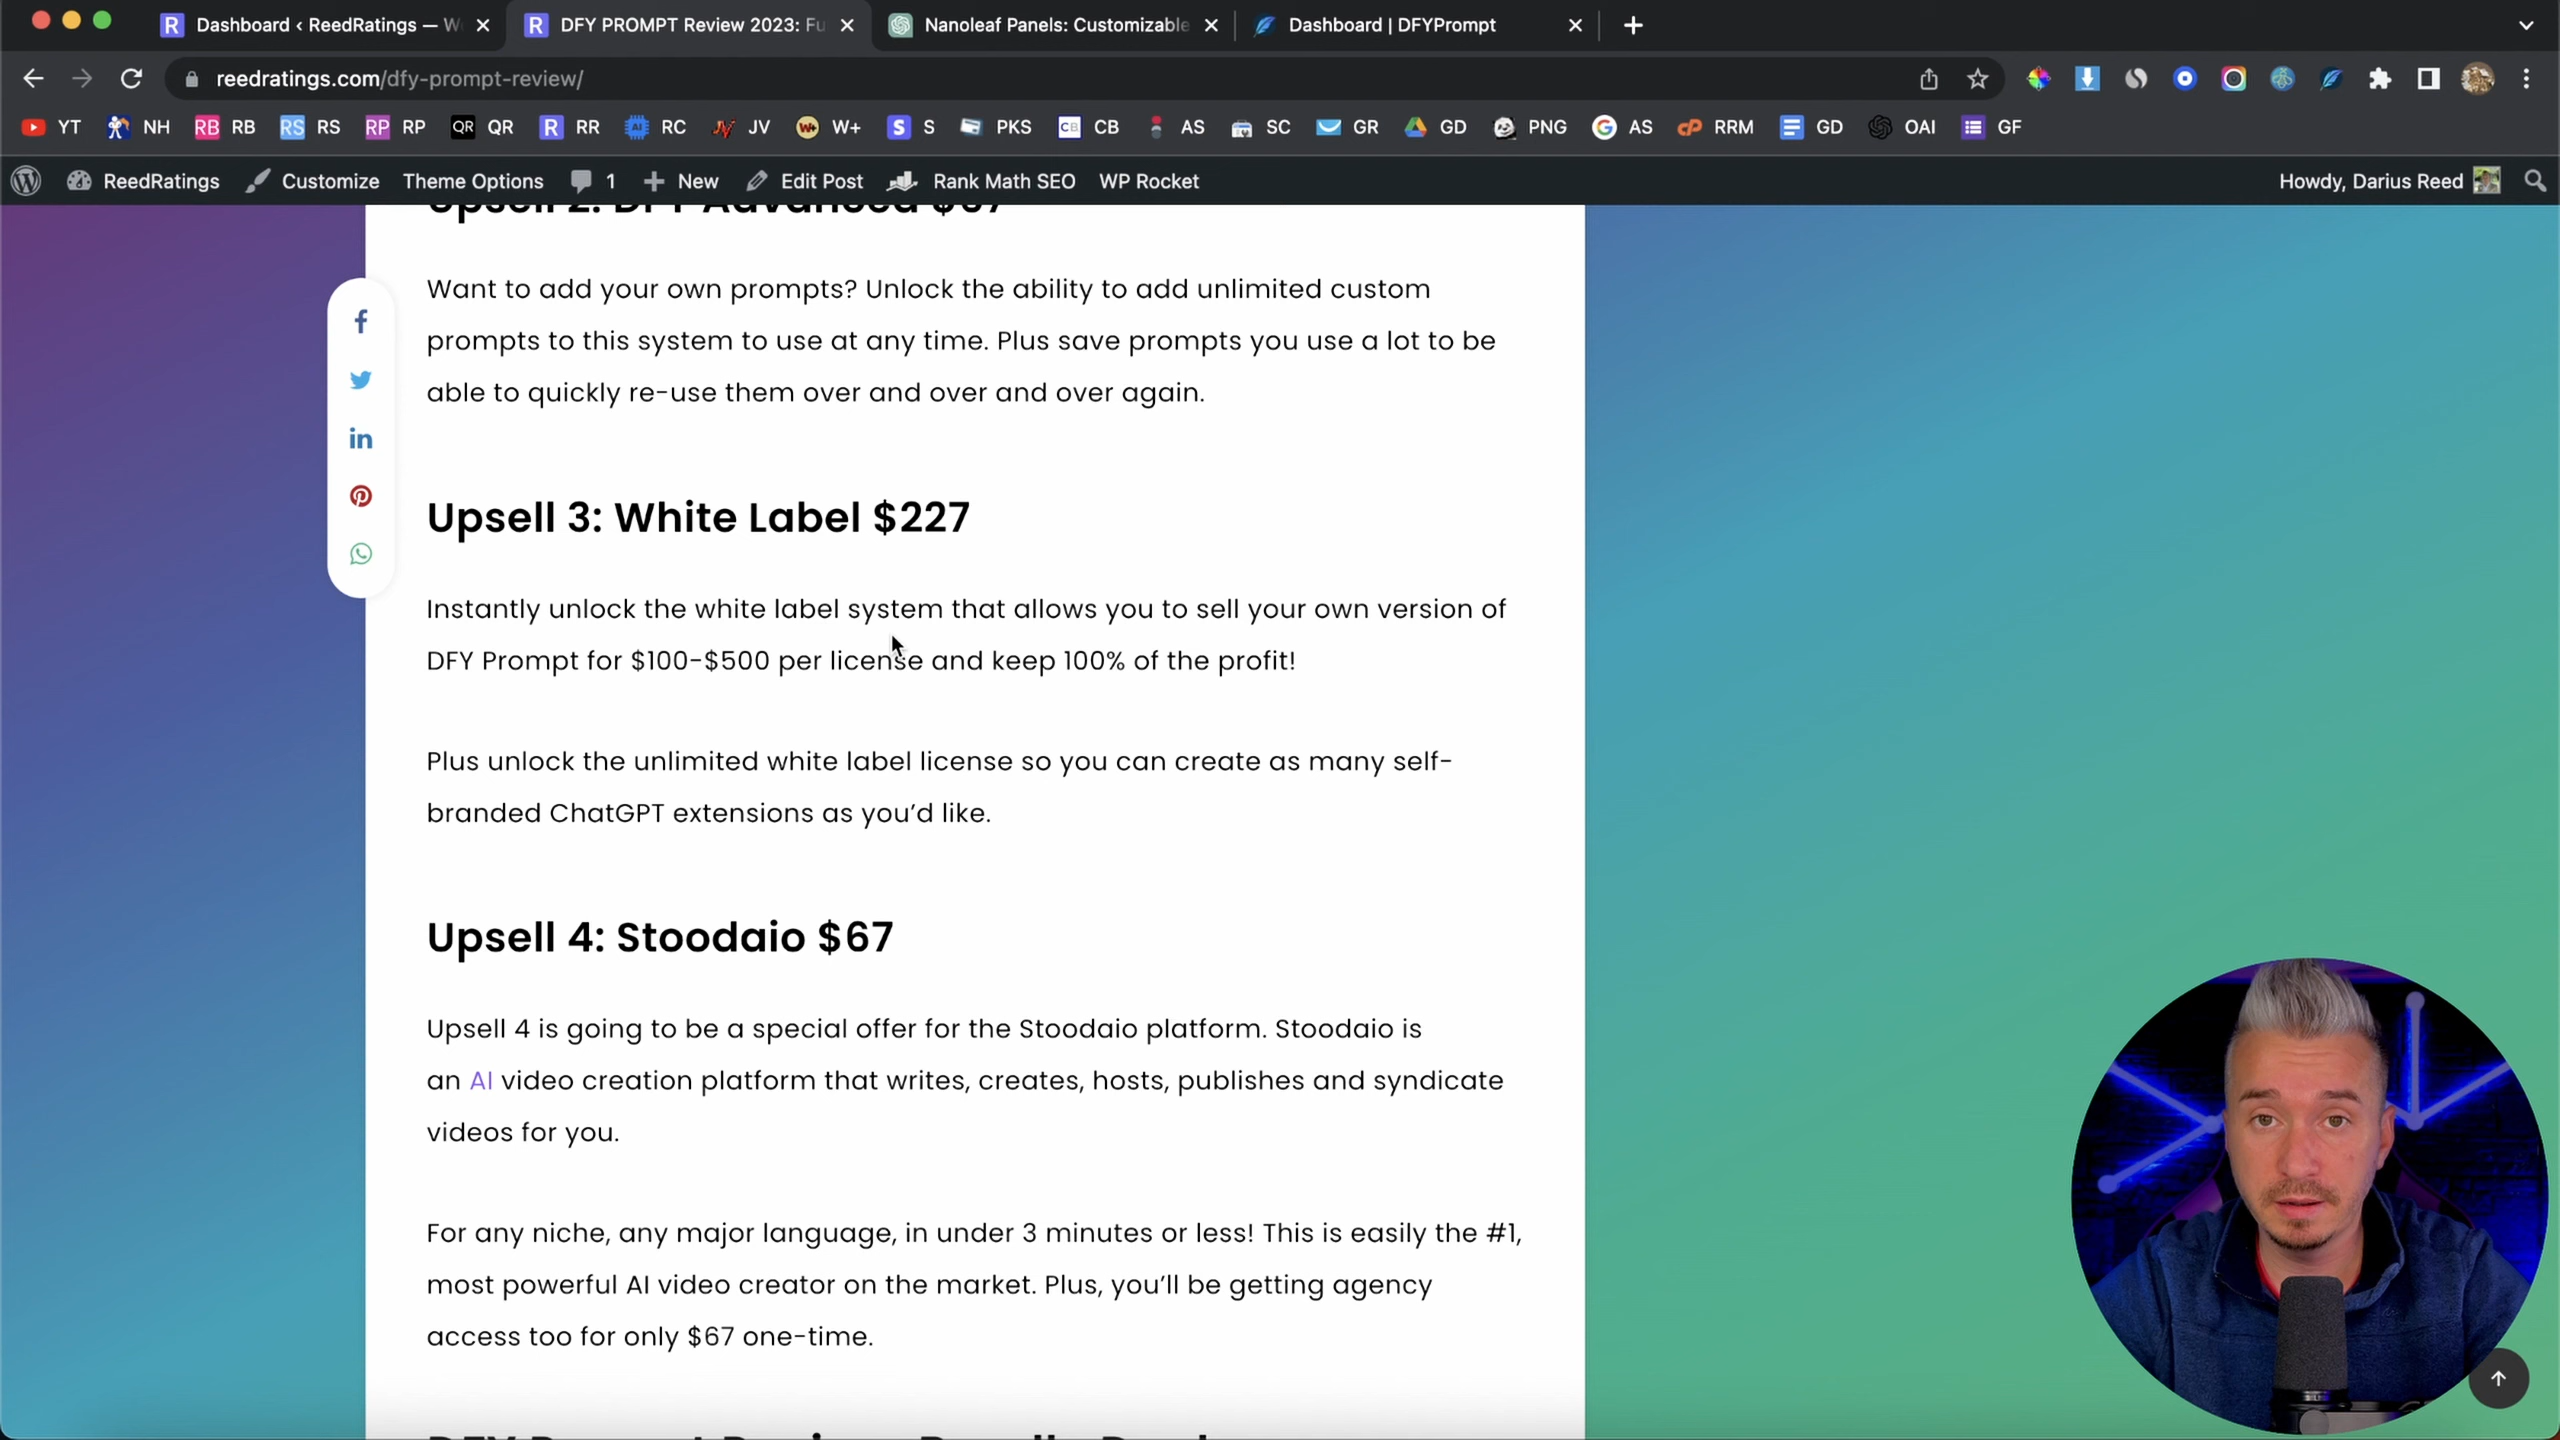 Dashboard ‹ ReedRatings — W
DFY PROMPT Review 2023: Fu
Nanoleaf Panels: Customizable
Dashboard | DFYPrompt
reedratings.com/dfy-prompt-review/
YT NH RB RB RS RS RP RP QR QR R RR RC JV W+ W+ S S PKS CB CB AS SC GR GD PNG AS RRM GD OAI GF
ReedRatings Customize Theme Options 1 New Edit Post Rank Math SEO WP Rocket Howdy, Darius Reed
Upsell 2: DFY Advanced $67
Want to add your own prompts? Unlock the ability to add unlimited custom
prompts to this system to use at any time. Plus save prompts you use a lot to be
able to quickly re-use them over and over and over again.
Upsell 3: White Label $227
Instantly unlock the white label system that allows you to sell your own version of
DFY Prompt for $100-$500 per license and keep 100% of the profit!
Plus unlock the unlimited white label license so you can create as many self-
branded ChatGPT extensions as you’d like.
Upsell 4: Stoodaio $67
Upsell 4 is going to be a special offer for the Stoodaio platform. Stoodaio is
an AI video creation platform that writes, creates, hosts, publishes and syndicate
videos for you.
For any niche, any major language, in under 3 minutes or less! This is easily the #1,
most powerful AI video creator on the market. Plus, you’ll be getting agency
access too for only $67 one-time.